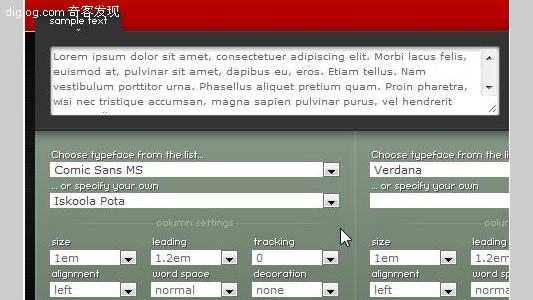 diglog.com 奇客发现
sample text
Lorem ipsum dolor sit amet, consectetuer adipiscing elit. Morbi lacus felis,
euismod at, pulvinar sit amet, dapibus eu, eros. Etiam tellus. Nam
vestibulum porttitor urna. Phasellus aliquet pretium quam. Proin pharetra,
wisi nec tristique accumsan, magna sapien pulvinar purus, vel hendrerit
Choose typeface from the list... Choose typeface from the list...
Comic Sans MS Verdana
... or specify your own ... or specify your own
Iskoola Pota
column settings column
size leading tracking size leading
1em 1.2em 0 1em 1.2em
alignment word space decoration alignment word space
left normal none left normal